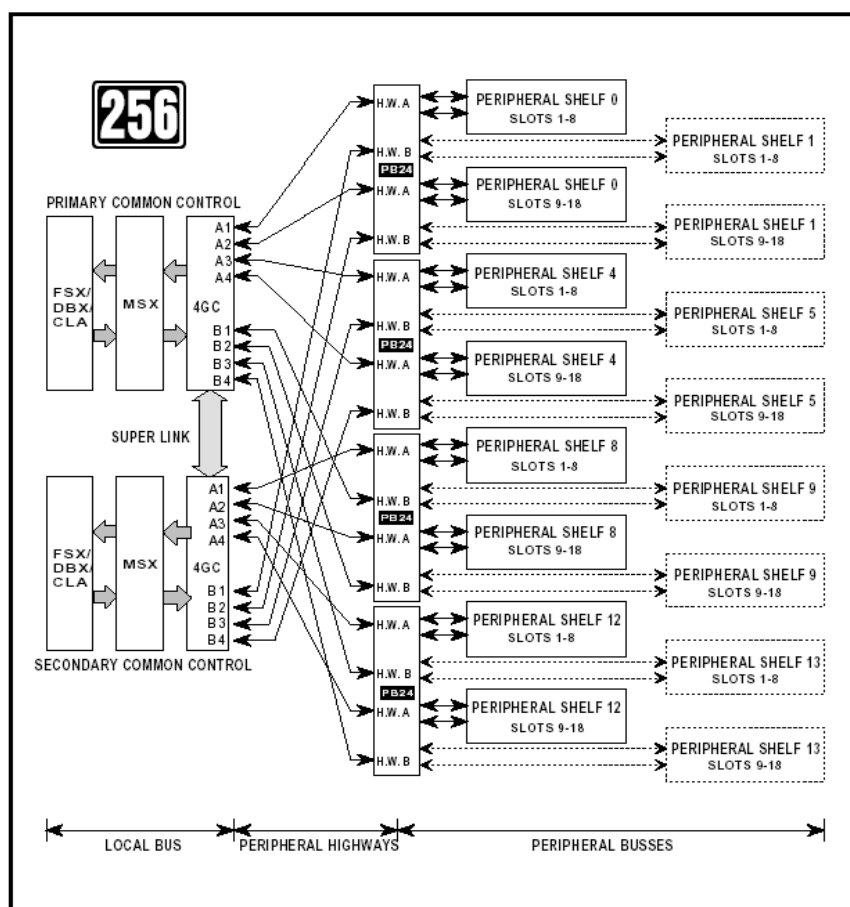 256
PRIMARY COMMON CONTROL
FSX/
DBX/
CLA
MSX
4GC
A1
A2
A3
A4
B1
B2
B3
B4
SUPER LINK
FSX/
DBX/
CLA
MSX
4GC
A1
A2
A3
A4
B1
B2
B3
B4
SECONDARY COMMON CONTROL
H.W. A
H.W. B
PB24
H.W. A
H.W. B
H.W. A
H.W. B
PB24
H.W. A
H.W. B
H.W. A
H.W. B
PB24
H.W. A
H.W. B
H.W. A
H.W. B
PB24
H.W. A
H.W. B
PERIPHERAL SHELF 0
SLOTS 1-8
PERIPHERAL SHELF 1
SLOTS 1-8
PERIPHERAL SHELF 0
SLOTS 9-18
PERIPHERAL SHELF 1
SLOTS 9-18
PERIPHERAL SHELF 4
SLOTS 1-8
PERIPHERAL SHELF 5
SLOTS 1-8
PERIPHERAL SHELF 4
SLOTS 9-18
PERIPHERAL SHELF 5
SLOTS 9-18
PERIPHERAL SHELF 8
SLOTS 1-8
PERIPHERAL SHELF 9
SLOTS 1-8
PERIPHERAL SHELF 8
SLOTS 9-18
PERIPHERAL SHELF 9
SLOTS 9-18
PERIPHERAL SHELF 12
SLOTS 1-8
PERIPHERAL SHELF 13
SLOTS 1-8
PERIPHERAL SHELF 12
SLOTS 9-18
PERIPHERAL SHELF 13
SLOTS 9-18
LOCAL BUS
PERIPHERAL HIGHWAYS
PERIPHERAL BUSSES